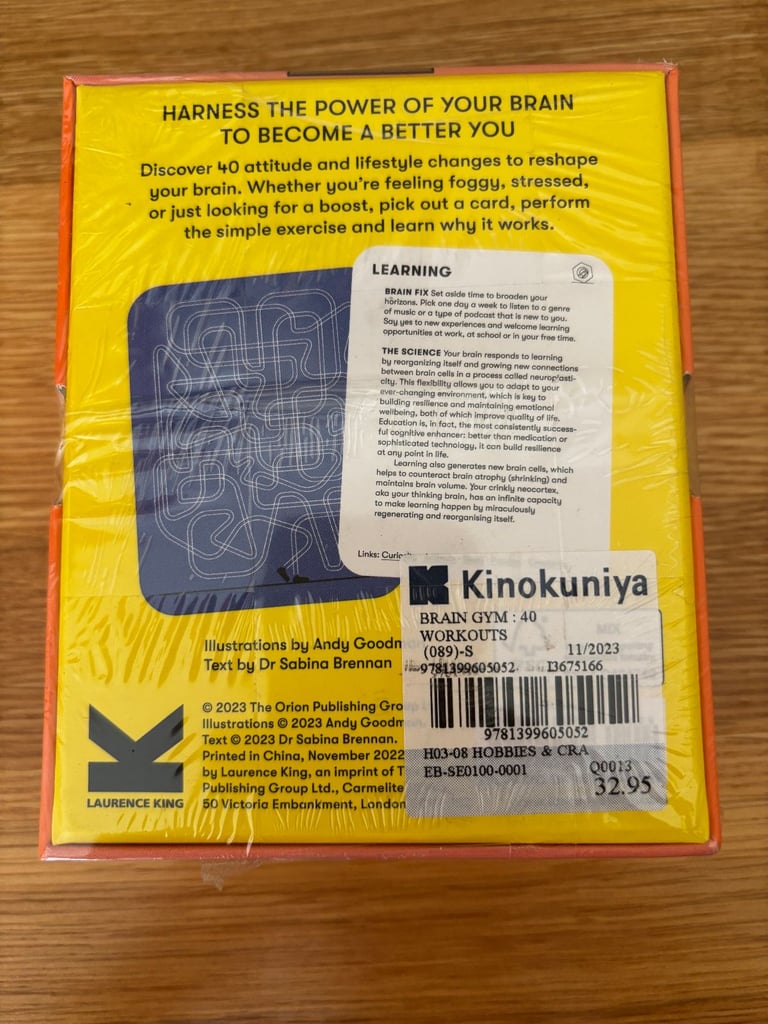 HARNESS THE POWER OF YOUR BRAIN
TO BECOME A BETTER YOU
Discover 40 attitude and lifestyle changes to reshape
your brain. Whether you're feeling foggy, stressed,
or just looking for a boost, pick out a card, perform
the simple exercise and learn why it works.
LEARNING
BRAIN FIX Set aside time to broaden your
horizons. Pick one day a week to listen to a genre
of music or a type of podcast that is new to you.
Say yes to new experiences and welcome learning
opportunities at work, at school or in your free time.
THE SCIENCE Your brain responds to learning
by reorganizing itself and growing new connections
between brain cells in a process called neuroplasti-
city. This flexibility allows you to adapt to your
ever-changing environment, which is key to
building resilience and maintaining emotional
wellbeing, both of which improve quality of life.
Education is, in fact, the most consistently success-
ful cognitive enhancer: better than medication or
sophisticated technology, it can build resilience
at any point in life.
Learning also generates new brain cells, which
helps to counteract brain atrophy (shrinking) and
maintains brain volume. Your crinkly neocortex,
aka your thinking brain, has an infinite capacity
to make learning happen by miraculously
regenerating and reorganising itself.
Links:
Kinokuniya
BRAIN GYM : 40
WORKOUTS
(089)-S 11/2023
9781399605052 I3675166
9781399605052
H03-08 HOBBIES & CRA
EB-SE0100-0001 Q0013
32.95
MIX
Illustrations by Andy Goodm
Text by Dr Sabina Brennan
© 2023 The Orion Publishing Group
Illustrations © 2023 Andy Goodm
Text © 2023 Dr Sabina Brennan.
Printed in China, November 2022
by Laurence King, an imprint of T
Publishing Group Ltd., Carmelite
50 Victoria Embankment, London
LAURENCE KING